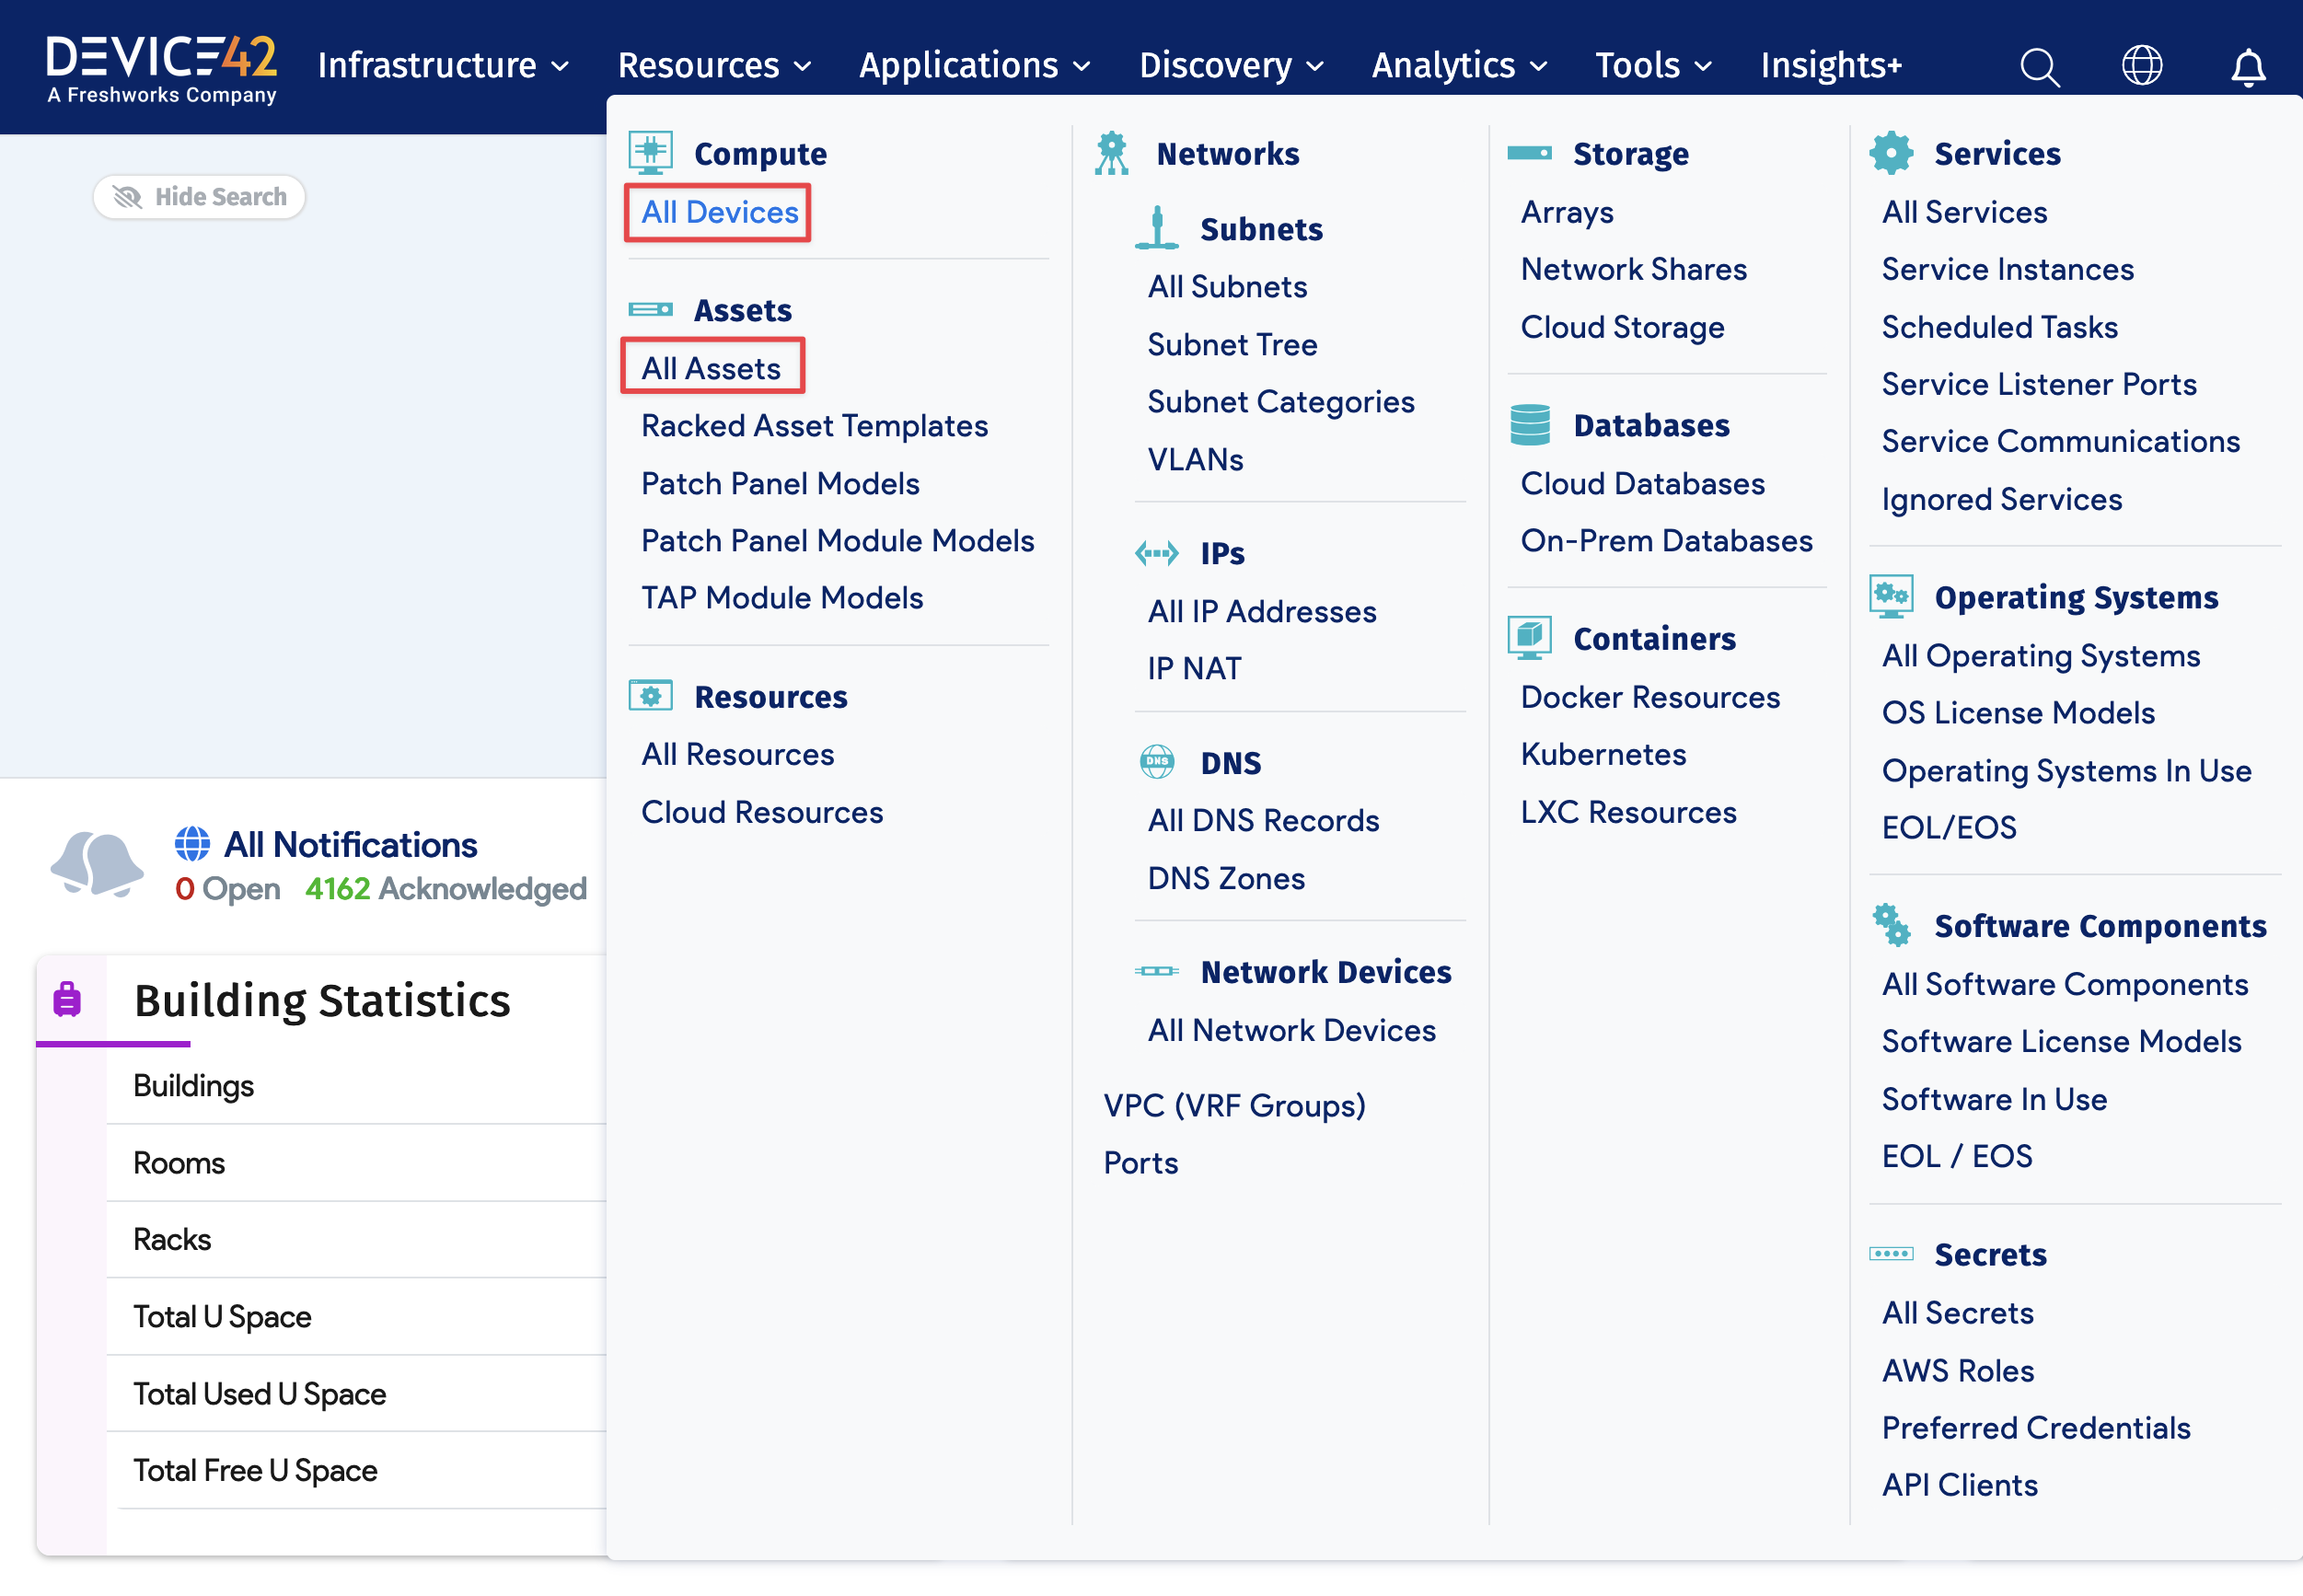 DEVICE42
A Freshworks Company
Infrastructure
Resources
Applications
Discovery
Analytics
Tools
Insights+
Hide Search
Compute
All Devices
Assets
All Assets
Racked Asset Templates
Patch Panel Models
Patch Panel Module Models
TAP Module Models
Resources
All Resources
Cloud Resources
Networks
Subnets
All Subnets
Subnet Tree
Subnet Categories
VLANs
IPs
All IP Addresses
IP NAT
DNS
DNS
All DNS Records
DNS Zones
Network Devices
All Network Devices
VPC (VRF Groups)
Ports
Storage
Arrays
Network Shares
Cloud Storage
Databases
Cloud Databases
On-Prem Databases
Containers
Docker Resources
Kubernetes
LXC Resources
Services
All Services
Service Instances
Scheduled Tasks
Service Listener Ports
Service Communications
Ignored Services
Operating Systems
All Operating Systems
OS License Models
Operating Systems In Use
EOL/EOS
Software Components
All Software Components
Software License Models
Software In Use
EOL / EOS
Secrets
All Secrets
AWS Roles
Preferred Credentials
API Clients
All Notifications
0 Open 4162 Acknowledged
Building Statistics
Buildings
Rooms
Racks
Total U Space
Total Used U Space
Total Free U Space